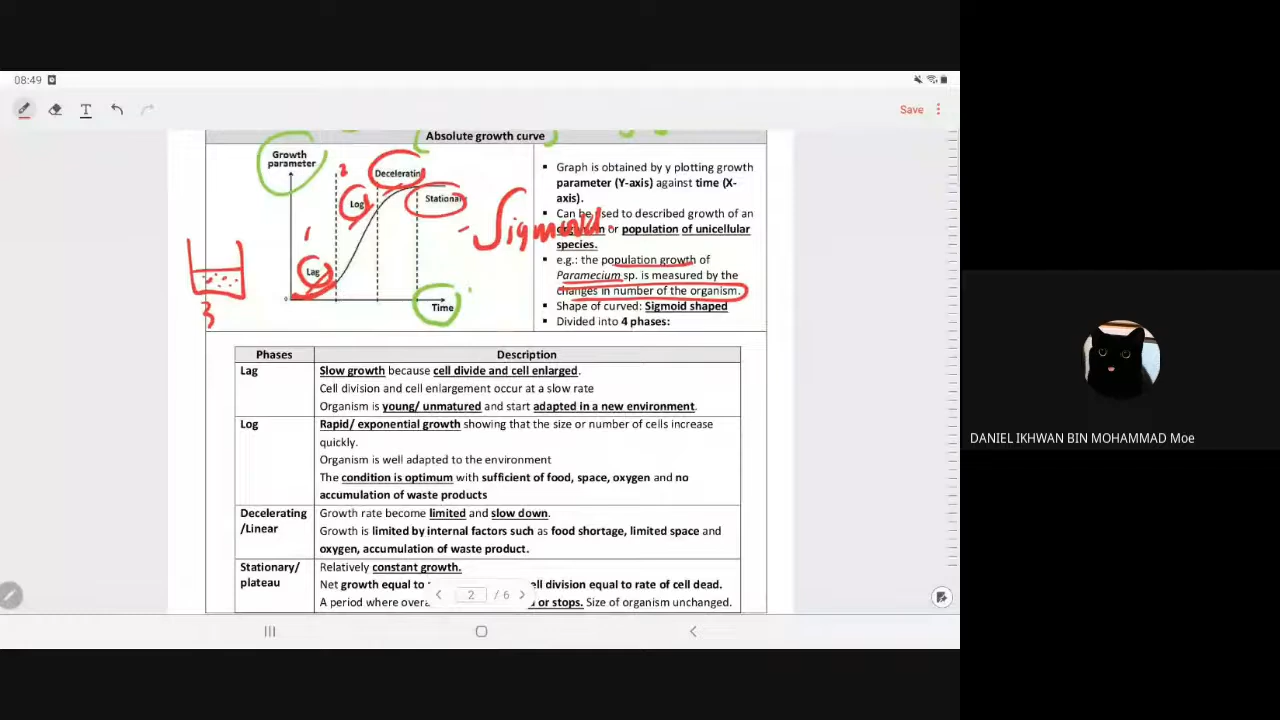 08:49
T
Save
Absolute growth curve
Growth
parameter
2
Decelerating
Log
Stationar
1
Lag
0
Time
3
Sigmoid
Graph is obtained by y plotting growth
parameter (Y-axis) against time (X-
axis).
Can be used to described growth of an
organism or population of unicellular
species.
e.g.: the population growth of
Paramecium sp. is measured by the
changes in number of the organism.
Shape of curved: Sigmoid shaped
Divided into 4 phases:
Phases Description
Lag Slow growth because cell divide and cell enlarged.
Cell division and cell enlargement occur at a slow rate
Organism is young/ unmatured and start adapted in a new environment.
Log Rapid/ exponential growth showing that the size or number of cells increase
quickly.
Organism is well adapted to the environment
The condition is optimum with sufficient of food, space, oxygen and no
accumulation of waste products
Decelerating Growth rate become limited and slow down.
/Linear Growth is limited by internal factors such as food shortage, limited space and
oxygen, accumulation of waste product.
Stationary/ Relatively constant growth.
plateau Net growth equal to cell division equal to rate of cell dead.
A period where or stops. Size of organism unchanged.
2 / 6
DANIEL IKHWAN BIN MOHAMMAD Moe